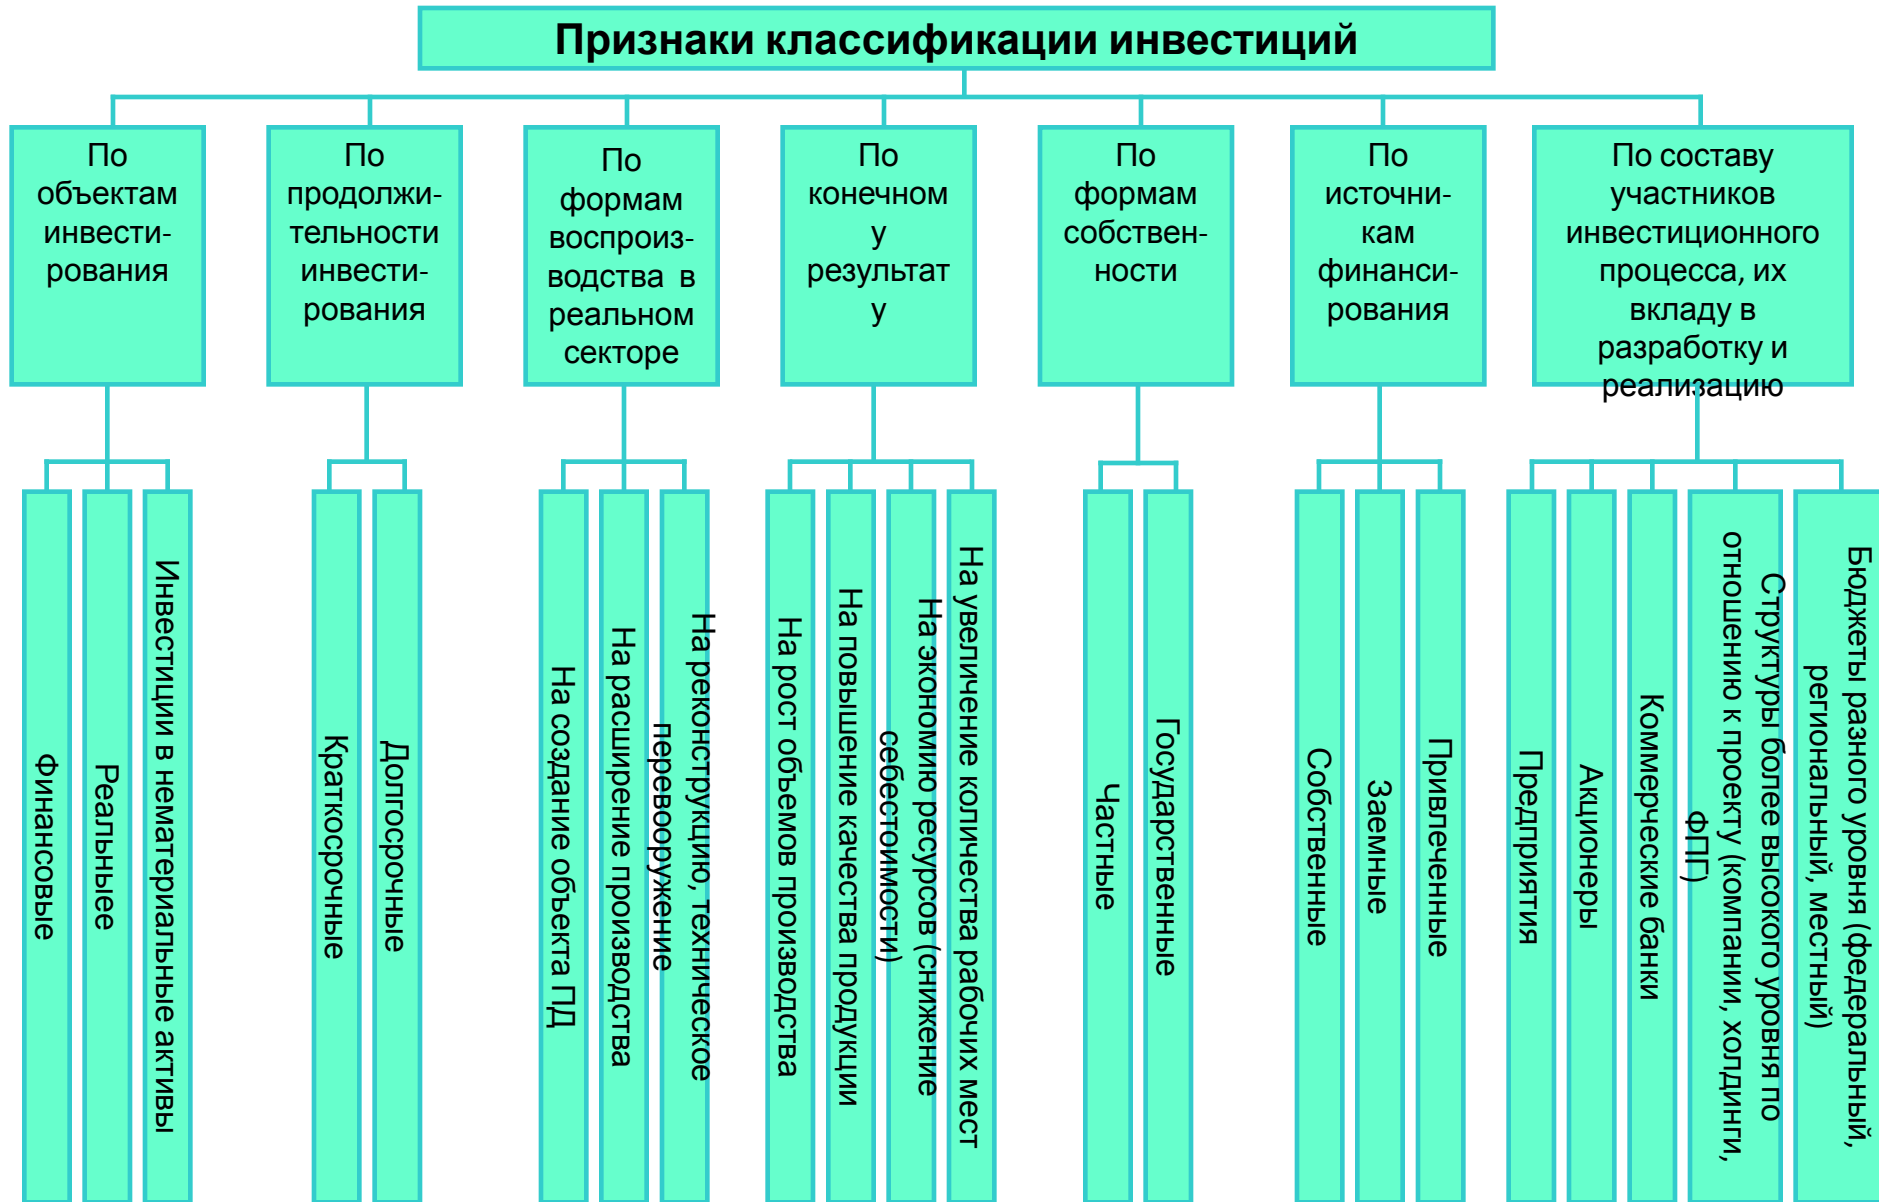 Признаки классификации инвестиций
По
объектам
инвести-
рования
По
продолжи-
тельности
инвести-
рования
По
формам
воспроиз-
водства в
реальном
секторе
По
конечном
у
результат
у
По
формам
собствен-
ности
По
источни-
кам
финанси-
рования
По составу
участников
инвестиционного
процесса, их
вкладу в
разработку и
реализацию
Финансовые
Реальныее
Инвестиции в нематериальные активы
Краткосрочные
Долгосрочные
На создание объекта ПД
На расширение производства
На реконструкцию, техническое
перевооружение
На рост объемов производства
На повышение качества продукции
На экономию ресурсов (снижение
себестоимости)
На увеличение количества рабочих мест
Частные
Государственные
Собственные
Заемные
Привлеченные
Предприятия
Акционеры
Коммерческие банки
Структуры более высокого уровня по
отношению к проекту (компании, холдинги,
ФПГ)
Бюджеты разного уровня (федеральный,
региональный, местный)